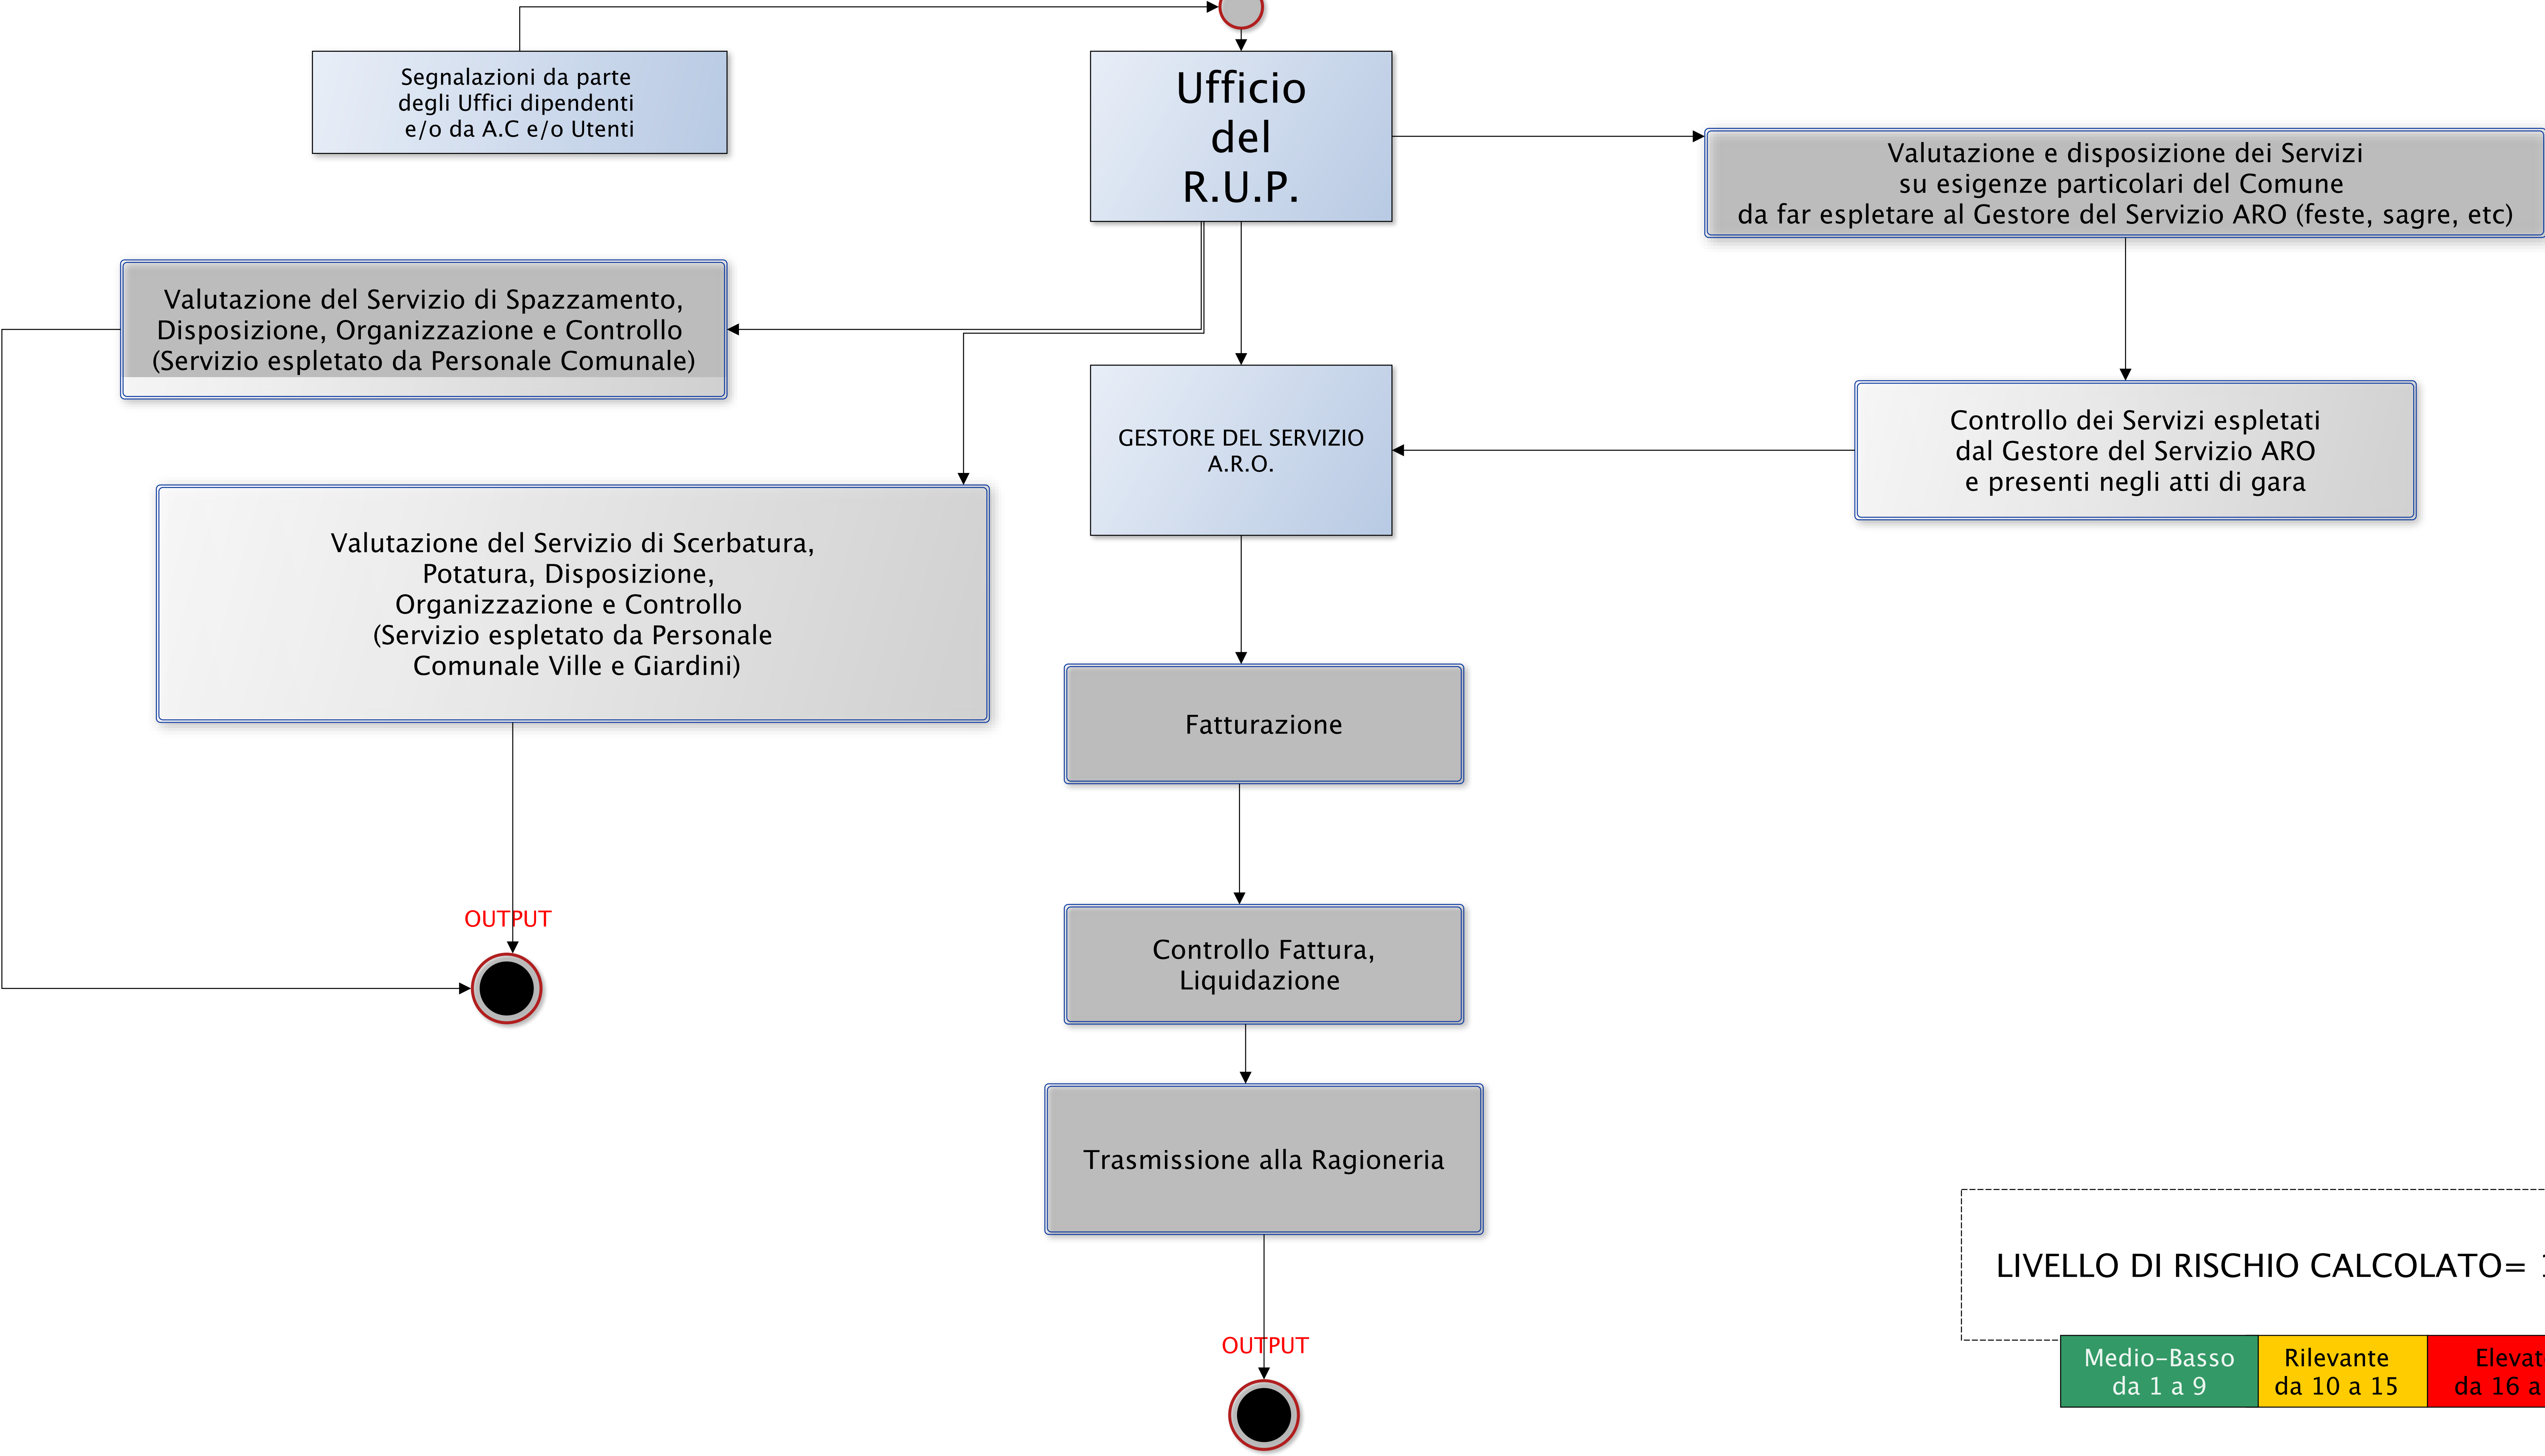 Segnalazioni da parte
degli Uffici dipendenti
e/o da A.C e/o Utenti
Ufficio
del
R.U.P.
Valutazione e disposizione dei Servizi
su esigenze particolari del Comune
da far espletare al Gestore del Servizio ARO (feste, sagre, etc)
Valutazione del Servizio di Spazzamento,
Disposizione, Organizzazione e Controllo
(Servizio espletato da Personale Comunale)
GESTORE DEL SERVIZIO
A.R.O.
Controllo dei Servizi espletati
dal Gestore del Servizio ARO
e presenti negli atti di gara
Valutazione del Servizio di Scerbatura,
Potatura, Disposizione,
Organizzazione e Controllo
(Servizio espletato da Personale
Comunale Ville e Giardini)
Fatturazione
OUTPUT
Controllo Fattura,
Liquidazione
Trasmissione alla Ragioneria
OUTPUT
LIVELLO DI RISCHIO CALCOLATO=
Medio-Basso
da 1 a 9
Rilevante
da 10 a 15
Elevat
da 16 a